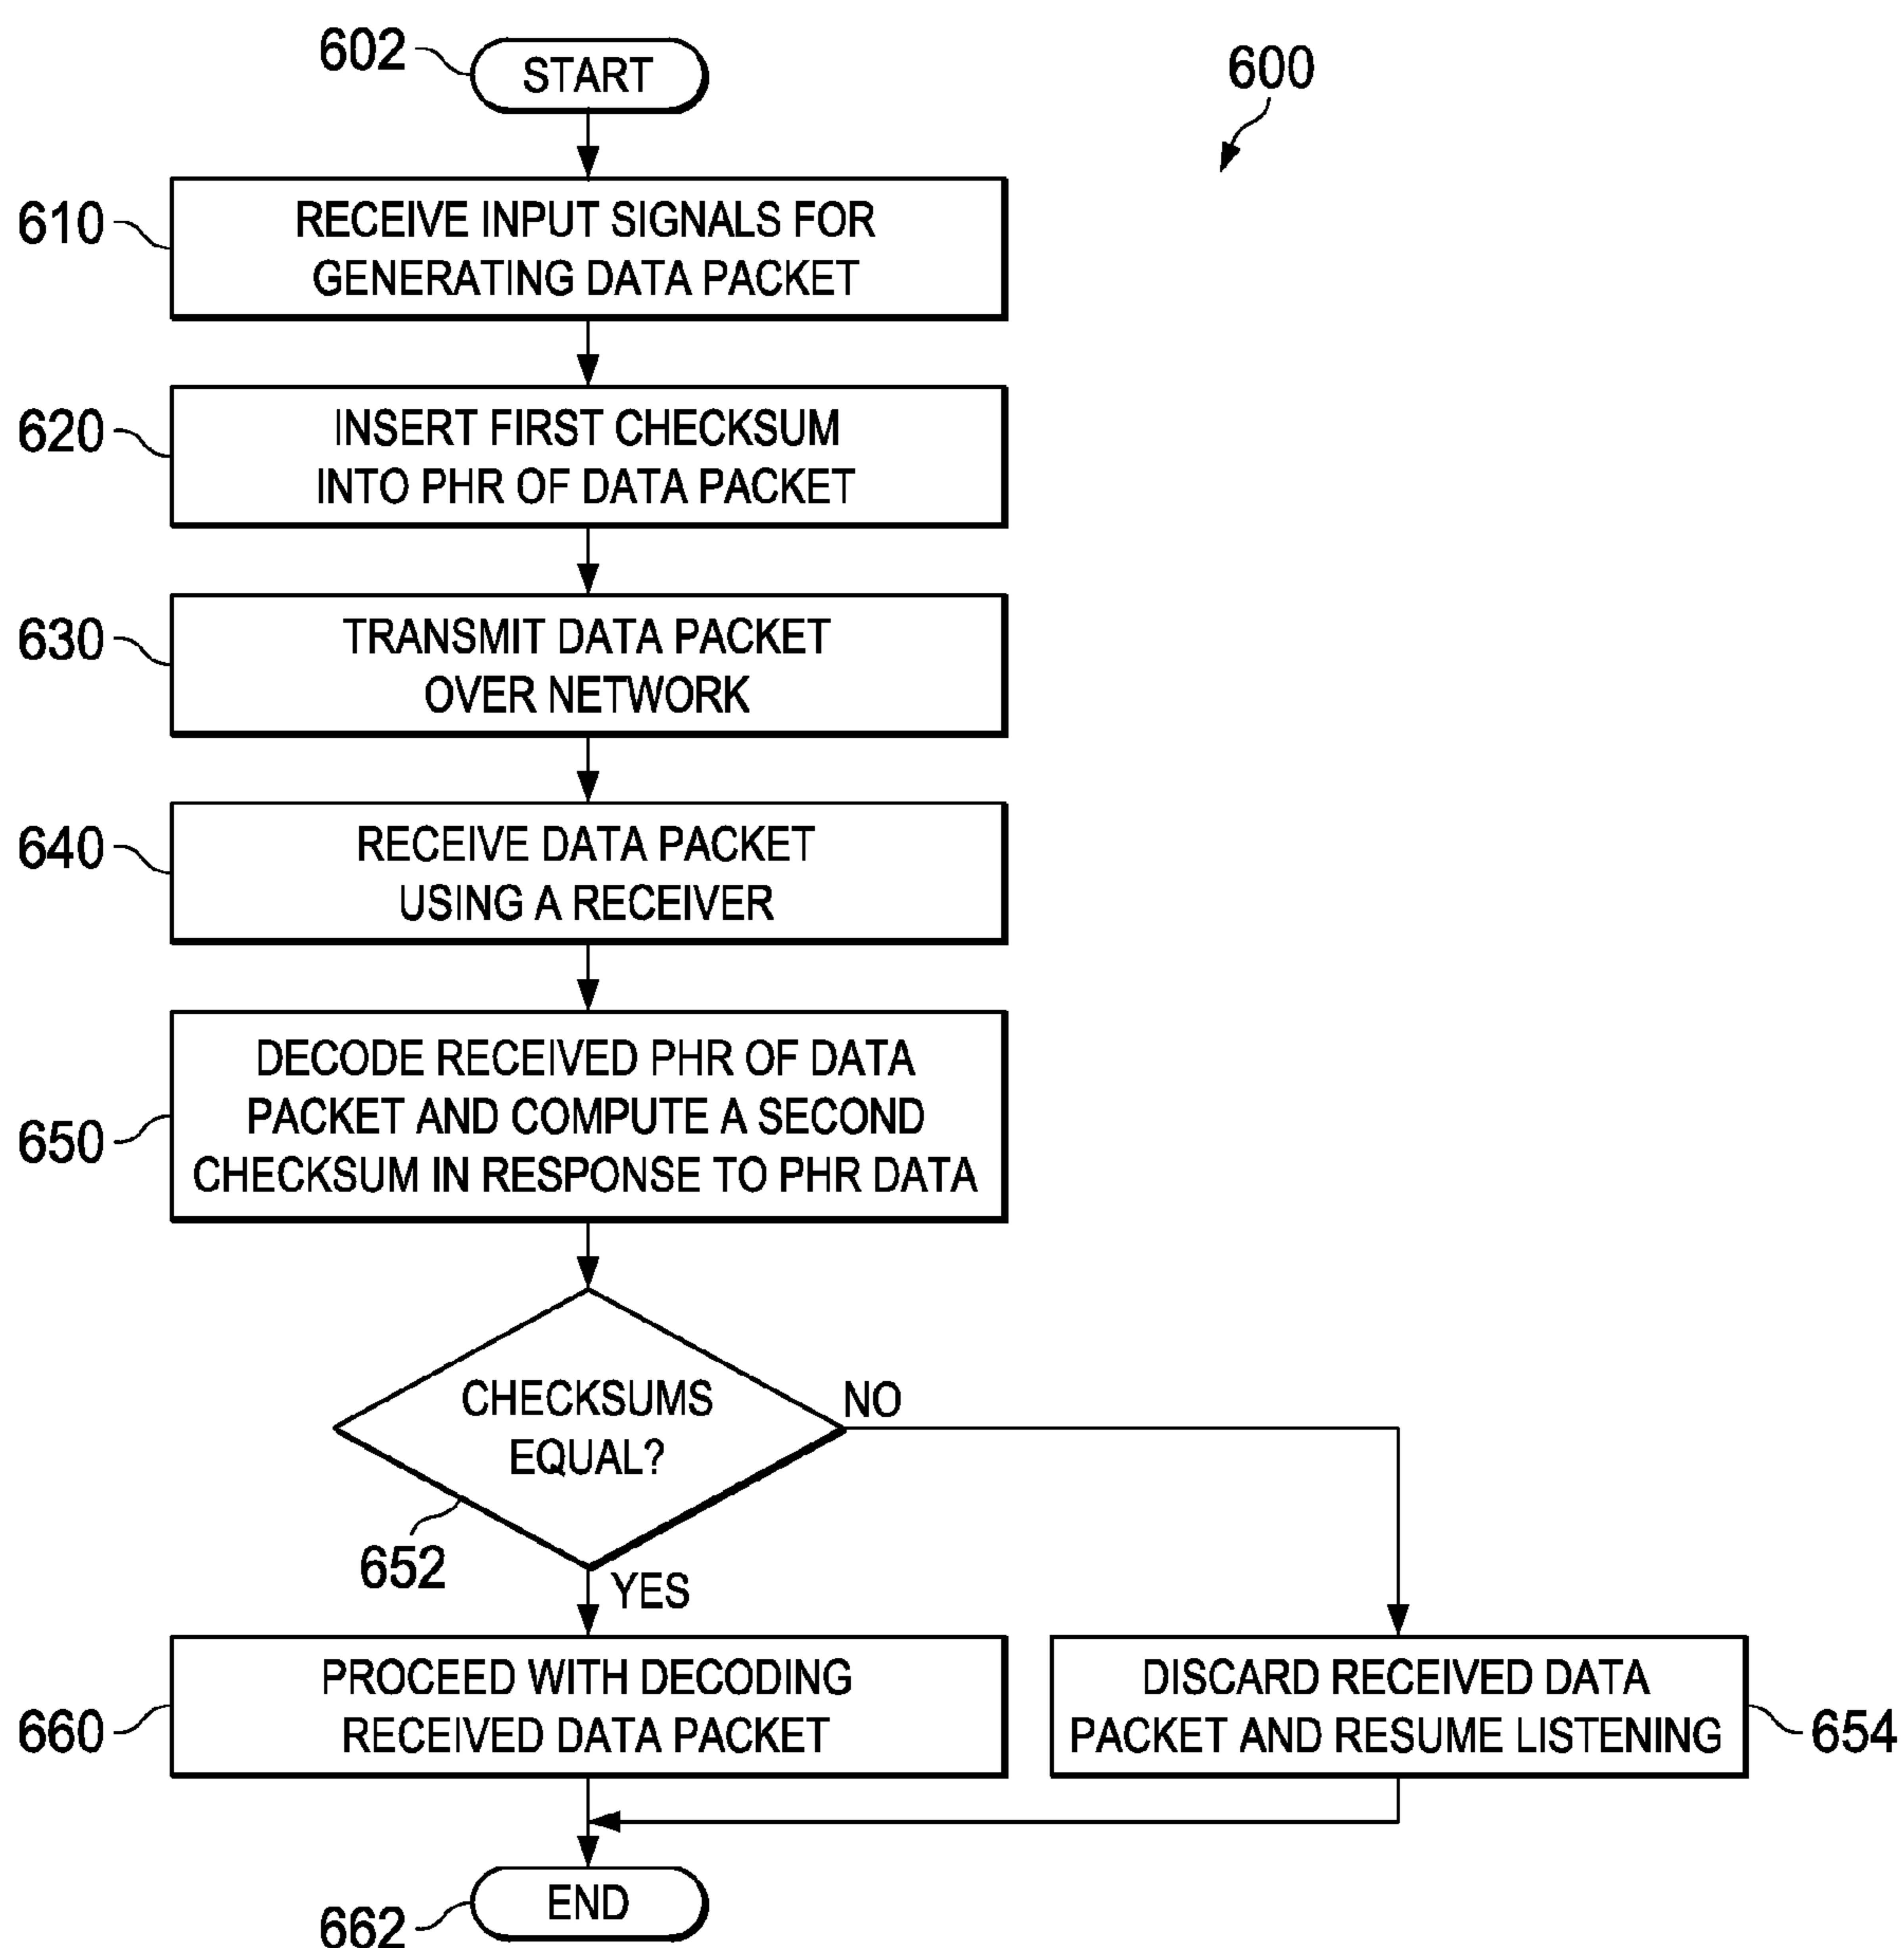 602
START
600
610
RECEIVE INPUT SIGNALS FOR
GENERATING DATA PACKET
620
INSERT FIRST CHECKSUM
INTO PHR OF DATA PACKET
630
TRANSMIT DATA PACKET
OVER NETWORK
640
RECEIVE DATA PACKET
USING A RECEIVER
650
DECODE RECEIVED PHR OF DATA
PACKET AND COMPUTE A SECOND
CHECKSUM IN RESPONSE TO PHR DATA
CHECKSUMS
EQUAL?
NO
652
YES
660
PROCEED WITH DECODING
RECEIVED DATA PACKET
DISCARD RECEIVED DATA
PACKET AND RESUME LISTENING
654
END
662